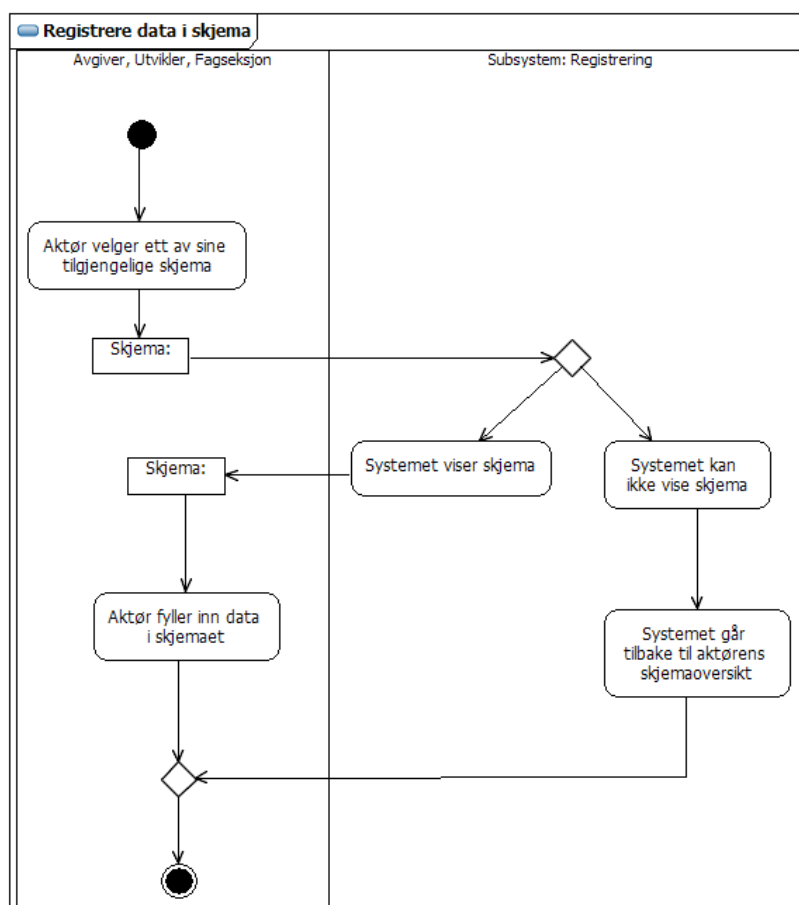 Registrere data i skjema
Avgiver, Utvikler, Fagseksjon
Subsystem: Registrering
Aktør velger ett av sine
tilgjengelige skjema
Skjema:
Systemet viser skjema
Systemet kan
ikke vise skjema
Skjema:
Aktør fyller inn data
i skjemaet
Systemet går
tilbake til aktørens
skjemaoversikt